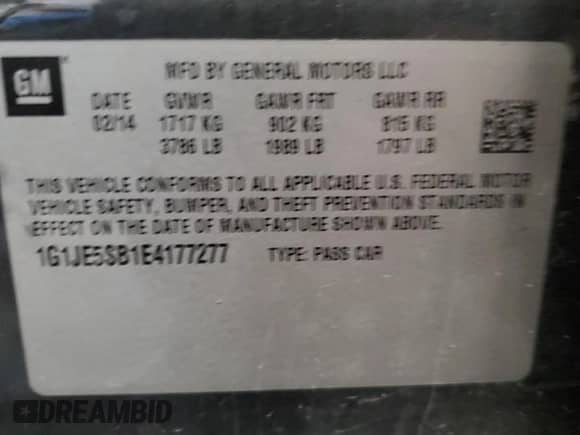 GM
MFD BY GENERAL MOTORS LLC
DATE GVWR GAWR FRT GAWR RR
02/14 1717 KG 902 KG 815 KG
3786 LB 1989 LB 1797 LB
THIS VEHICLE CONFORMS TO ALL APPLICABLE U.S. FEDERAL MOTOR
VEHICLE SAFETY, BUMPER, AND THEFT PREVENTION STANDARDS IN
EFFECT ON THE DATE OF MANUFACTURE SHOWN ABOVE.
1G1JE5SB1E4177277 TYPE: PASS CAR
DREAMBID